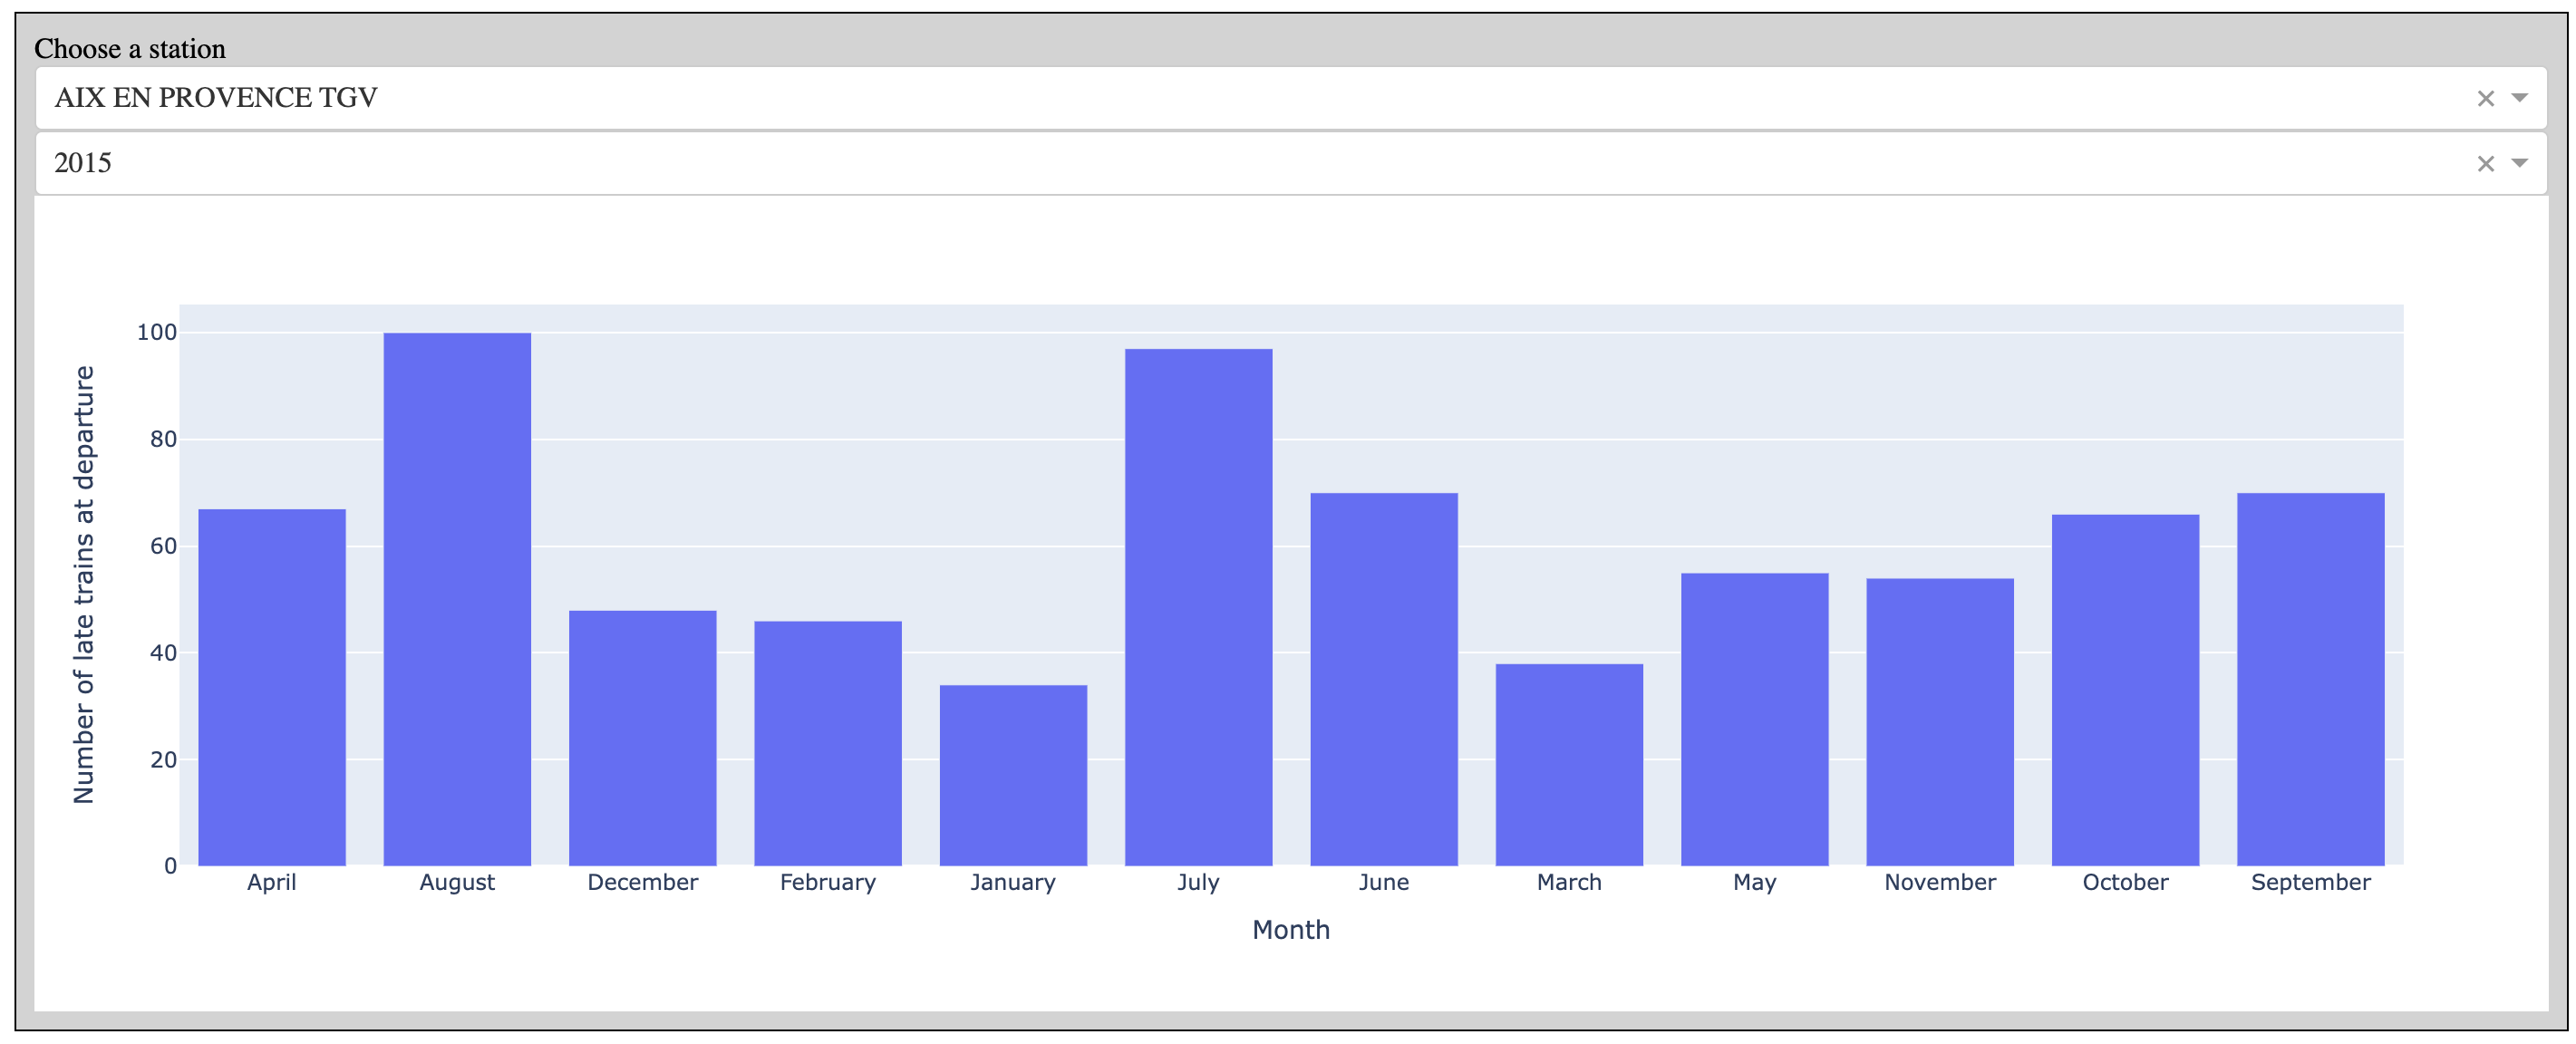 Choose a station
AIX EN PROVENCE TGV
2015
Number of late trains at departure
100
80
60
40
20
0
April August December February January July June March May November October September
Month